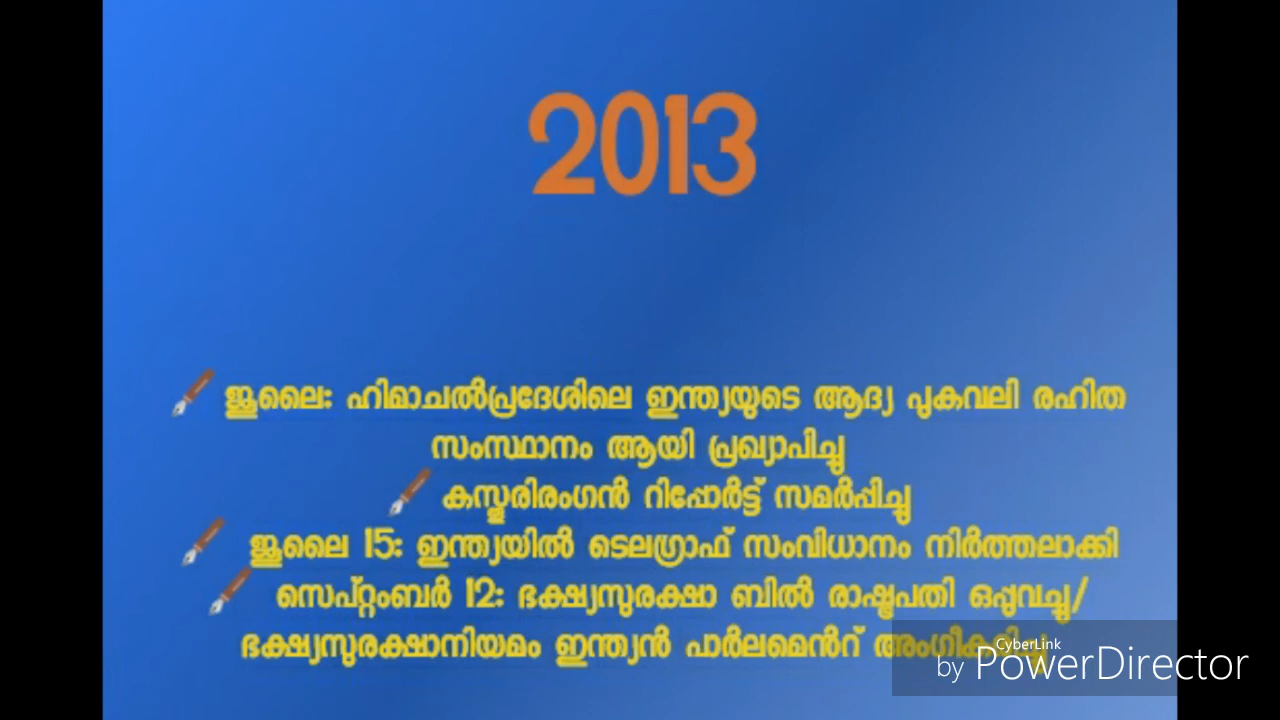 2013
ജൂലൈ: ഹിമാചൽപ്രദേശിലെ ഇന്ത്യയുടെ ആദ്യ പുകവലി രഹിത
സംസ്ഥാനം ആയി പ്രഖ്യാപിച്ചു
കസ്തൂരിരംഗൻ റിപ്പോർട്ട് സമർപ്പിച്ചു
ജൂലൈ 15: ഇന്ത്യയിൽ ടെലഗ്രാഫ് സംവിധാനം നിർത്തലാക്കി
സെപ്റ്റംബർ 12: ഭക്ഷ്യസുരക്ഷാ ബിൽ രാഷ്ട്രപതി ഒപ്പുവച്ചു/
ഭക്ഷ്യസുരക്ഷാനിയമം ഇന്ത്യൻ പാർലമെൻറ് അംഗീകരിച്ചു
CyberLink
by PowerDirector